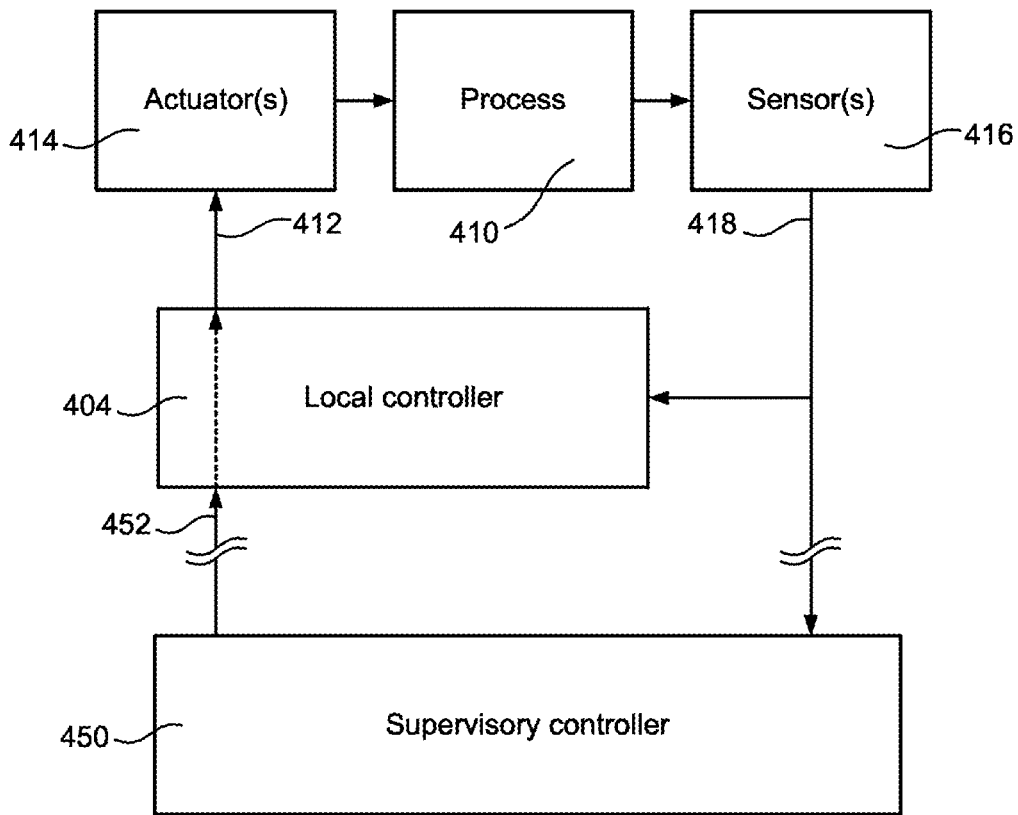 Actuator(s)
Process
Sensor(s)
414
410
416
412
418
404
Local controller
452
450
Supervisory controller